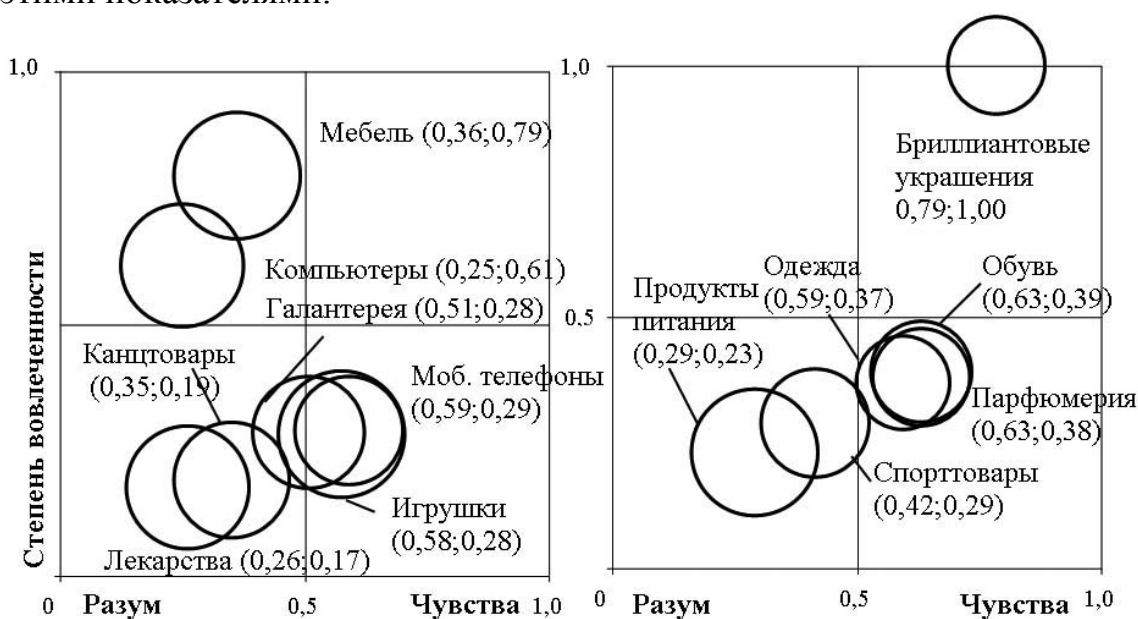 этими показателями.
1,0
Мебель (0,36;0,79)
Компьютеры (0,25;0,61)
Галантерея (0,51;0,28)
Канцтовары
(0,35;0,19)
Моб. телефоны
(0,59;0,29)
Игрушки
(0,58;0,28)
Лекарства (0,26;0,17)
Степень вовлеченности
0
Разум
0,5
Чувства
1,0
1,0
Бриллиантовые
украшения
0,79;1,00
Одежда
(0,59;0,37)
Обувь
(0,63;0,39)
Продукты
питания
(0,29;0,23)
0.5
Парфюмерия
(0,63;0,38)
Спорттовары
(0,42;0,29)
0
Разум
0,5
Чувства
1,0